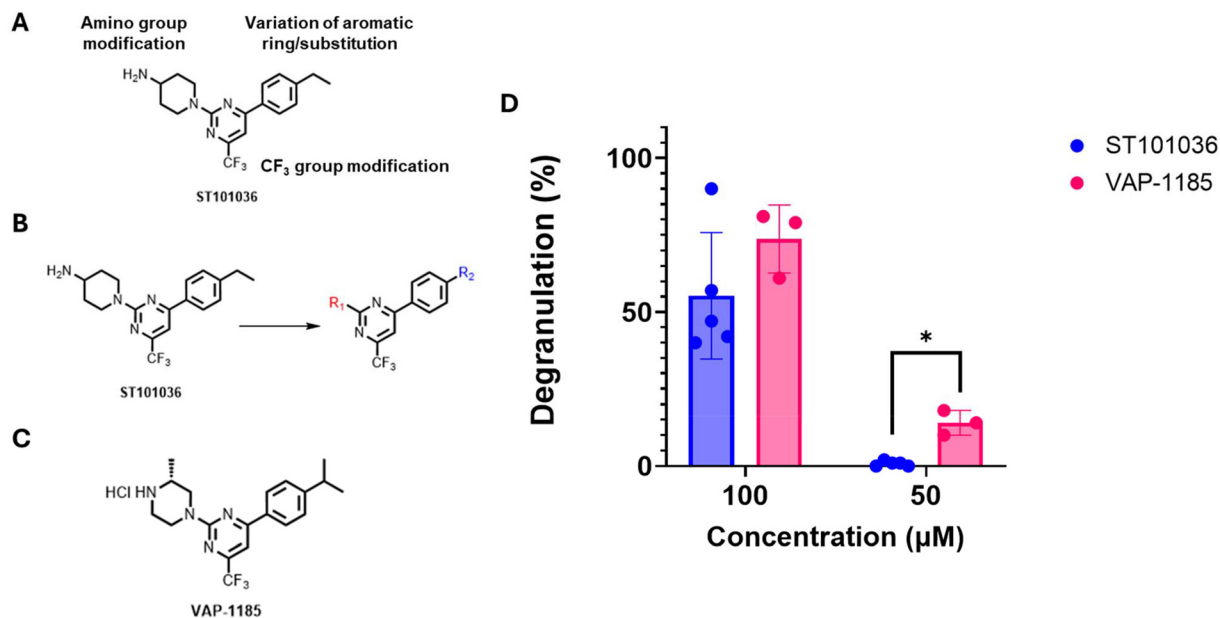 A
Amino group
modification
Variation of aromatic
ring/substitution
H₂N
N
N
N
CF₃
CF₃ group modification
ST101036
B
H₂N
N
N
N
CF₃
ST101036
R₁
N
N
R₂
CF₃
C
HCl HN
N
N
N
CF₃
VAP-1185
D
Degranulation (%)
100
50
0
*
100
50
Concentration (µM)
ST101036
VAP-1185